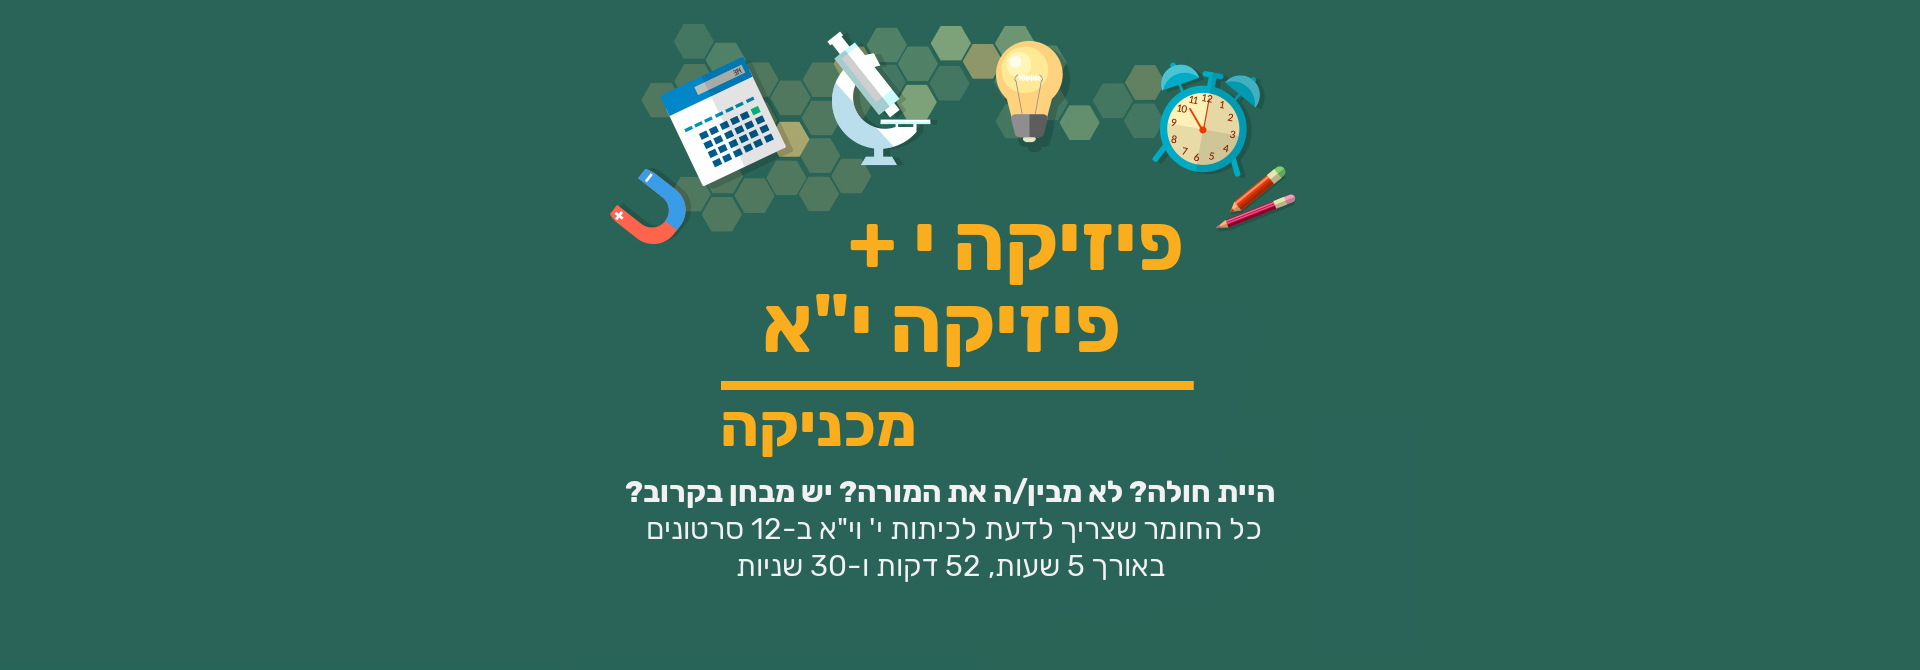 פיזיקה י +
פיזיקה י"א
מכניקה
היית חולה? לא מבין/ה את המורה? יש מבחן בקרוב?
כל החומר שצריך לדעת לכיתות י' וי"א ב-12 סרטונים
באורך 5 שעות, 52 דקות ו-30 שניות